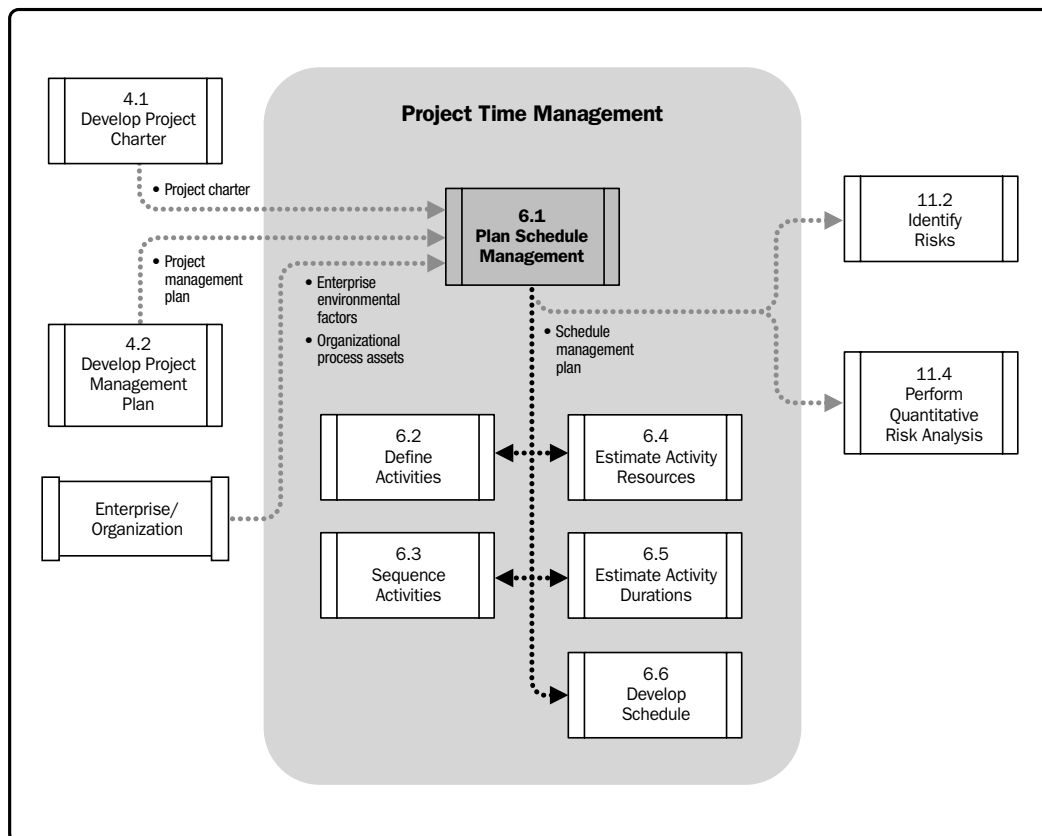 4.1
Develop Project
Charter
Project Time Management
• Project charter
6.1
Plan Schedule
Management
11.2
Identify
Risks
• Project
management
plan
• Enterprise
environmental
factors
• Organizational
process assets
• Schedule
management
plan
4.2
Develop Project
Management
Plan
11.4
Perform
Quantitative
Risk Analysis
6.2
Define
Activities
6.4
Estimate Activity
Resources
Enterprise/
Organization
6.3
Sequence
Activities
6.5
Estimate Activity
Durations
6.6
Develop
Schedule